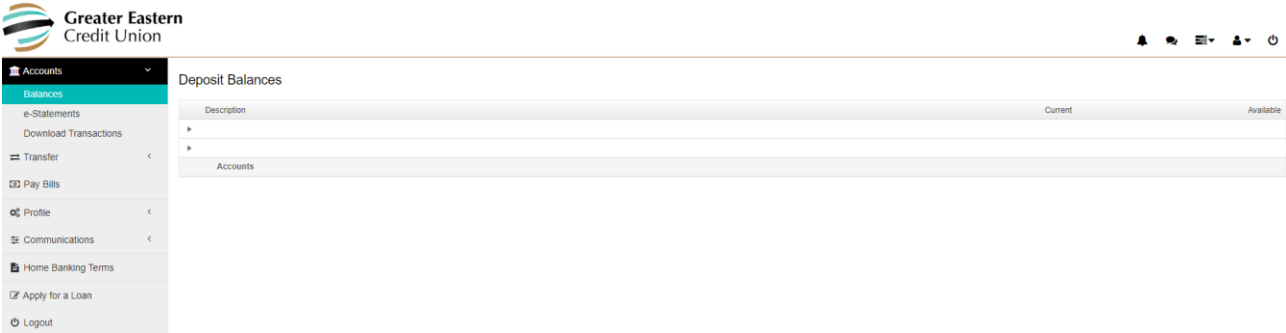 Greater Eastern
Credit Union
Accounts
Balances
e-Statements
Download Transactions
Transfer
Pay Bills
Profile
Communications
Home Banking Terms
Apply for a Loan
Logout
Deposit Balances
Description Current Available
Accounts